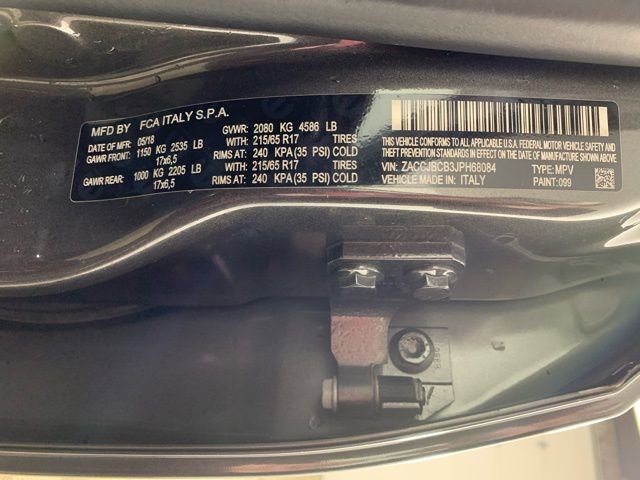 MFD BY FCA ITALY S.P.A.
DATE OF MFR: 05/18 GVWR: 2080 KG 4586 LB
GAWR FRONT: 1150 KG 2535 LB WITH: 215/65 R17 TIRES
17x6,5 RIMS AT: 240 KPA (35 PSI) COLD
GAWR REAR: 1000 KG 2205 LB WITH: 215/65 R17 TIRES
17x6,5 RIMS AT: 240 KPA (35 PSI) COLD
THIS VEHICLE CONFORMS TO ALL APPLICABLE U.S.A. FEDERAL MOTOR
VEHICLE SAFETY, BUMPER, AND THEFT PREVENTION STANDARDS IN
EFFECT ON THE DATE OF MANUFACTURE SHOWN ABOVE.
VIN: ZACCJBCB3JPH68084 TYPE: MPV
VEHICLE MADE IN: ITALY PAINT: 099